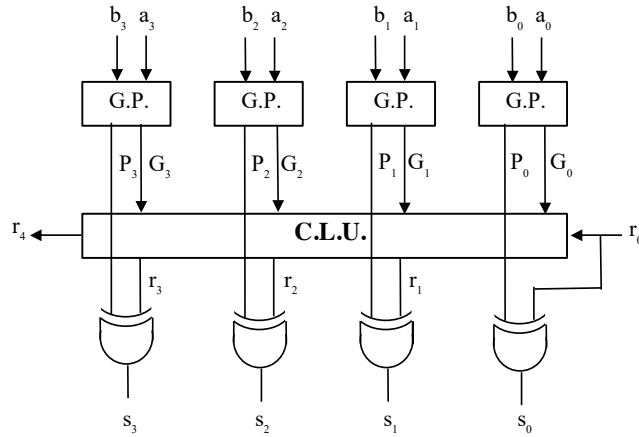 b₃ a₃ b₂ a₂ b₁ a₁ b₀ a₀
G.P. G.P. G.P. G.P.
P₃ G₃ P₂ G₂ P₁ G₁ P₀ G₀
r₄ C.L.U. r₀
r₃ r₂ r₁
s₃ s₂ s₁ s₀